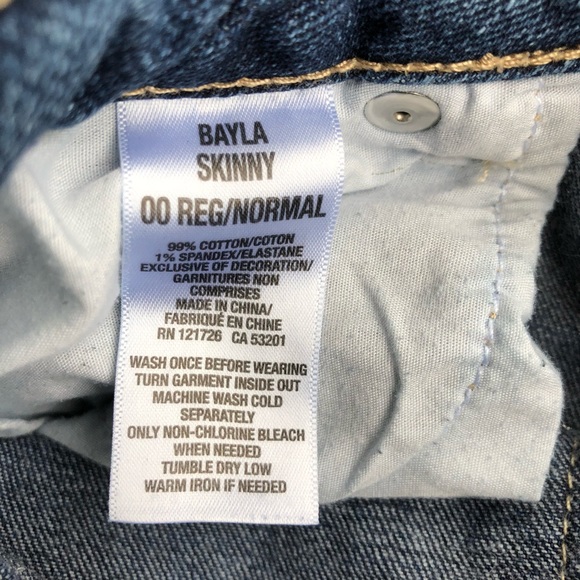 BAYLA
SKINNY
00 REG/NORMAL
99% COTTON/COTON
1% SPANDEX/ELASTANE
EXCLUSIVE OF DECORATION/
GARNITURES NON
COMPRISES
MADE IN CHINA/
FABRIQUÉ EN CHINE
RN 121726 CA 53201
WASH ONCE BEFORE WEARING
TURN GARMENT INSIDE OUT
MACHINE WASH COLD
SEPARATELY
ONLY NON-CHLORINE BLEACH
WHEN NEEDED
TUMBLE DRY LOW
WARM IRON IF NEEDED